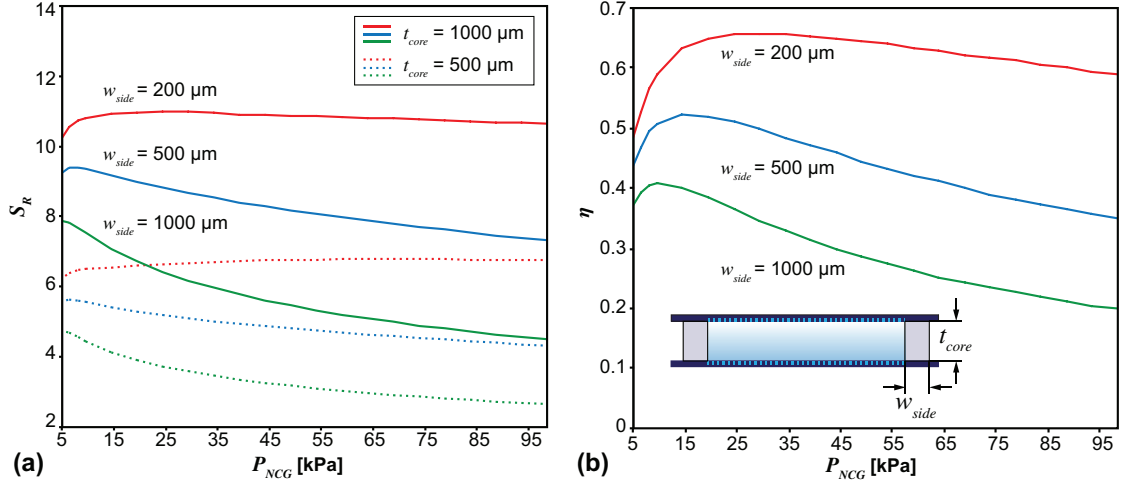 14
12
10
8
6
4
2
S_R
t_core = 1000 µm
t_core = 500 µm
w_side = 200 µm
w_side = 500 µm
w_side = 1000 µm
5 15 25 35 45 55 65 75 85 95
(a)
P_NCG [kPa]
0.7
0.6
0.5
0.4
0.3
0.2
0.1
0
η
w_side = 200 µm
w_side = 500 µm
w_side = 1000 µm
t_core
w_side
5 15 25 35 45 55 65 75 85 95
(b)
P_NCG [kPa]